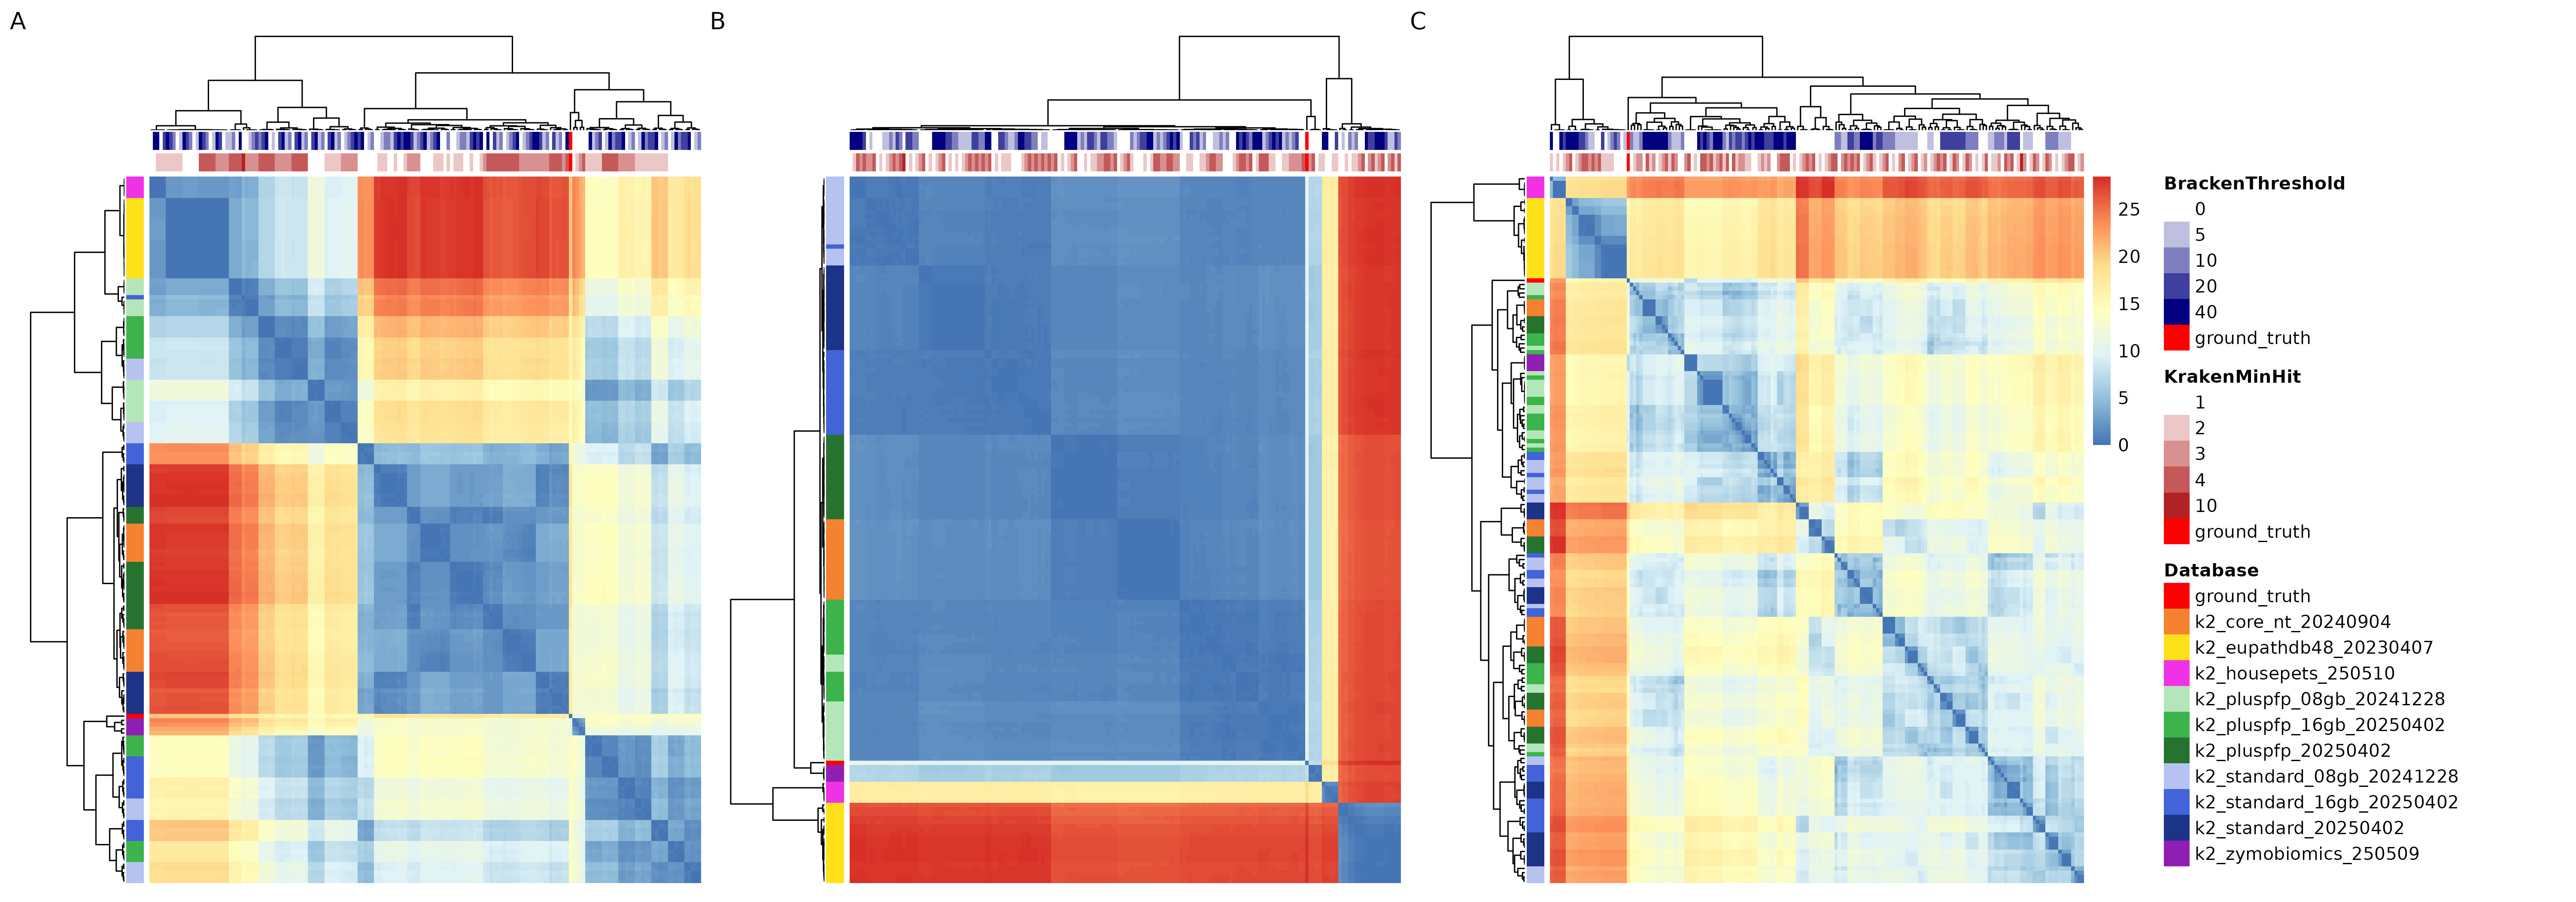 A
B
C
25
20
15
10
5
0
BrackenThreshold
0
5
10
20
40
ground_truth
KrakenMinHit
1
2
3
4
10
ground_truth
Database
ground_truth
k2_core_nt_20240904
k2_eupathdb48_20230407
k2_housepets_250510
k2_pluspfp_08gb_20241228
k2_pluspfp_16gb_20250402
k2_pluspfp_20250402
k2_standard_08gb_20241228
k2_standard_16gb_20250402
k2_standard_20250402
k2_zymobiomics_250509